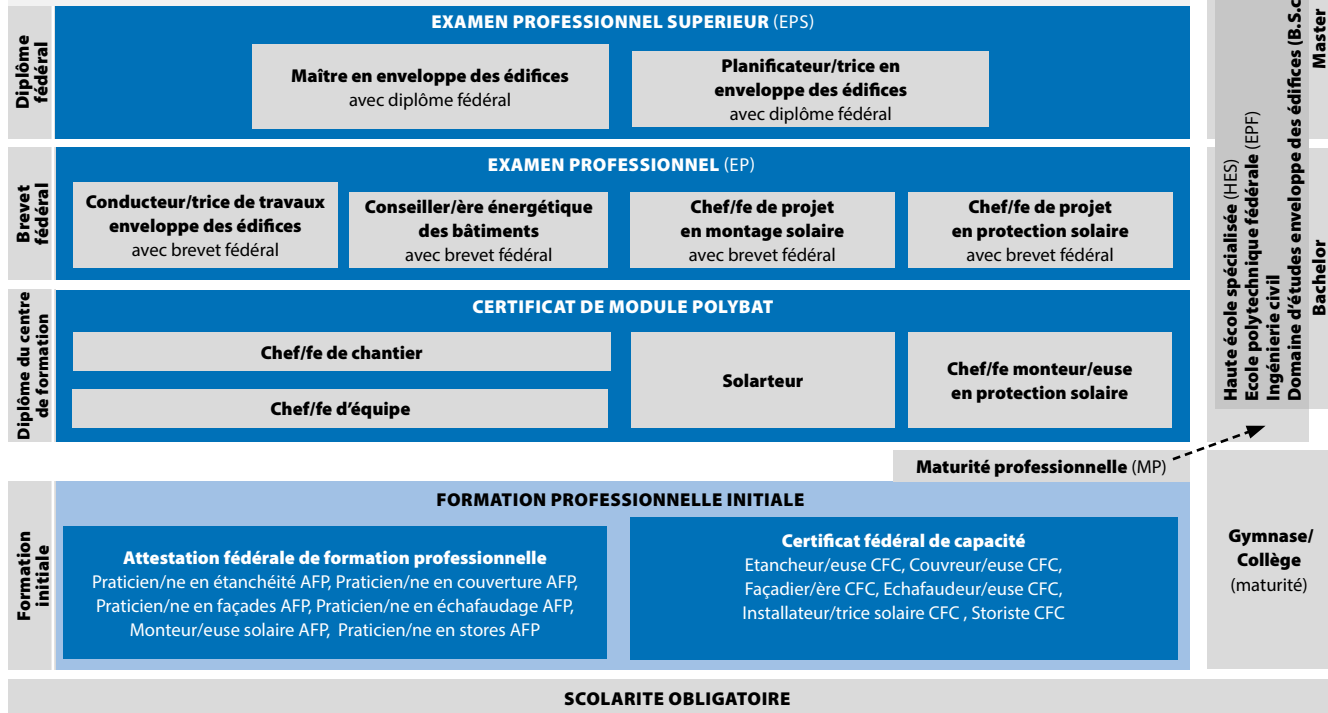 Diplôme
fédéral
EXAMEN PROFESSIONNEL SUPERIEUR (EPS)
Maître en enveloppe des édifices
avec diplôme fédéral
Planificateur/trice en
enveloppe des édifices
avec diplôme fédéral
Brevet
fédéral
EXAMEN PROFESSIONNEL (EP)
Conducteur/trice de travaux
enveloppe des édifices
avec brevet fédéral
Conseiller/ère énergétique
des bâtiments
avec brevet fédéral
Chef/fe de projet
en montage solaire
avec brevet fédéral
Chef/fe de projet
en protection solaire
avec brevet fédéral
Diplôme du centre
de formation
CERTIFICAT DE MODULE POLYBAT
Chef/fe de chantier
Chef/fe d'équipe
Solarteur
Chef/fe monteur/euse
en protection solaire
Maturité professionnelle (MP)
Formation
initiale
FORMATION PROFESSIONNELLE INITIALE
Attestation fédérale de formation professionnelle
Praticien/ne en étanchéité AFP, Praticien/ne en couverture AFP,
Praticien/ne en façades AFP, Praticien/ne en échafaudage AFP,
Monteur/euse solaire AFP, Praticien/ne en stores AFP
Certificat fédéral de capacité
Etancheur/euse CFC, Couvreur/euse CFC,
Façadier/ère CFC, Echafaudeur/euse CFC,
Installateur/trice solaire CFC , Storiste CFC
Haute école spécialisée (HES)
Ecole polytechnique fédérale (EPF)
Ingénierie civil
Domaine d'études enveloppe des édifices (B.S.c
Master
Bachelor
Gymnase/
Collège
(maturité)
SCOLARITE OBLIGATOIRE